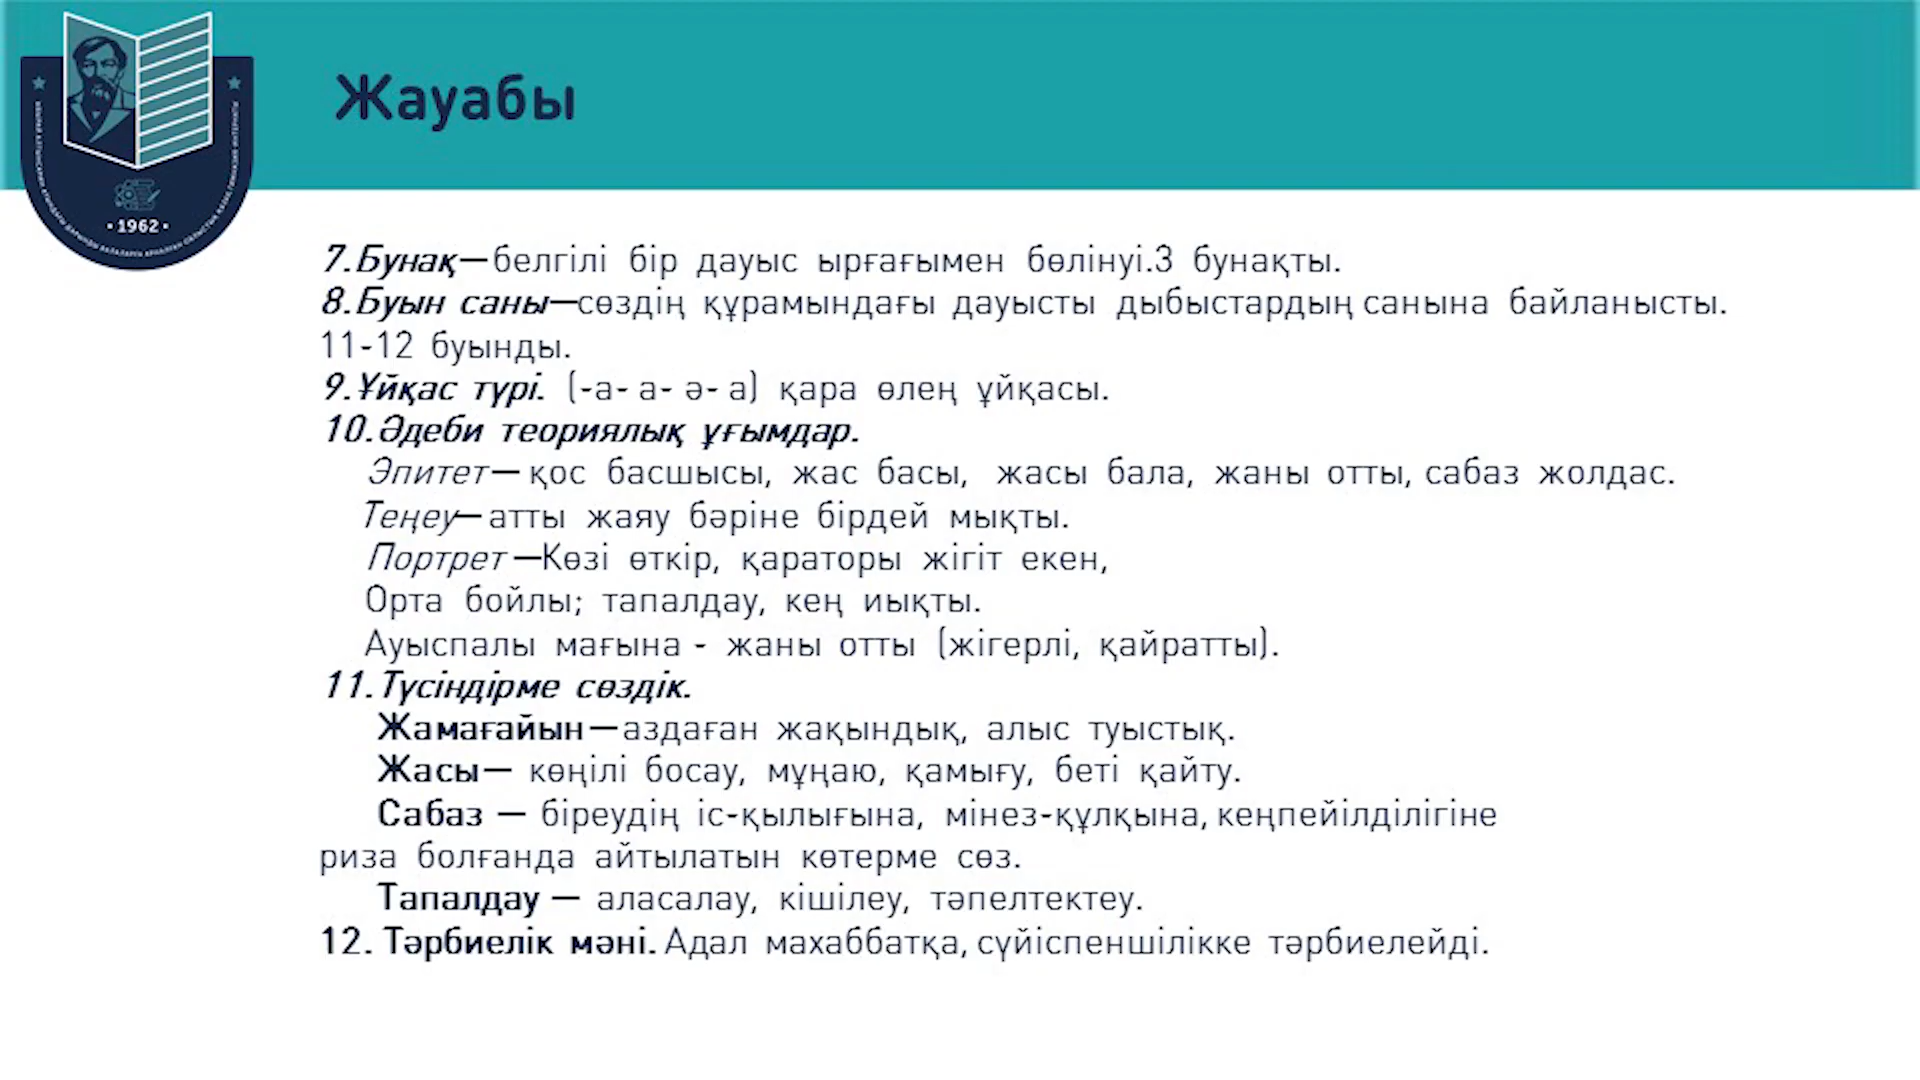 Жауабы
• 1962 •
7.Бунақ—белгілі бір дауыс ырғағымен бөлінуі.3 бунақты.
8.Буын саны—сөздің құрамындағы дауысты дыбыстардың санына байланысты.
11-12 буынды.
9.Ұйқас түрі. (-а- а- ә- а) қара өлең ұйқасы.
10.Әдеби теориялық ұғымдар.
Эпитет— қос басшысы, жас басы, жасы бала, жаны отты, сабаз жолдас.
Теңеу—атты жаяу бәріне бірдей мықты.
Портрет—Көзі өткір, қараторы жігіт екен,
Орта бойлы; тапалдау, кең иықты.
Ауыспалы мағына - жаны отты (жігерлі, қайратты).
11.Түсіндірме сөздік.
Жамағайын—аздаған жақындық, алыс туыстық.
Жасы— көңілі босау, мұңаю, қамығу, беті қайту.
Сабаз — біреудің іс-қылығына, мінез-құлқына, кеңпейілділігіне
риза болғанда айтылатын көтерме сөз.
Тапалдау — аласалау, кішілеу, тәпелтектеу.
12. Тәрбиелік мәні. Адал махаббатқа, сүйіспеншілікке тәрбиелейді.